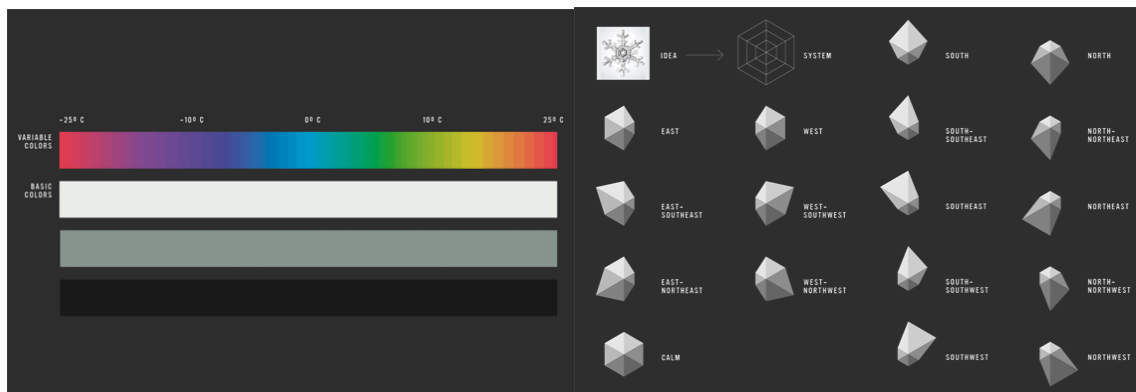 -25º C
-10º C
0º C
10º C
25º C
VARIABLE
COLORS
BASIC
COLORS
IDEA
SYSTEM
SOUTH
NORTH
EAST
WEST
SOUTH-
SOUTHEAST
NORTH-
NORTHEAST
EAST-
SOUTHEAST
WEST-
SOUTHWEST
SOUTHEAST
NORTHEAST
EAST-
NORTHEAST
WEST-
NORTHWEST
SOUTH-
SOUTHWEST
NORTH-
NORTHWEST
CALM
SOUTHWEST
NORTHWEST